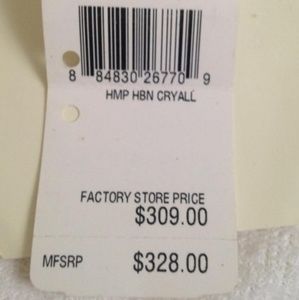 8 84830 26770 9
HMP HBN CRYALL
FACTORY STORE PRICE
$309.00
MFSRP $328.00